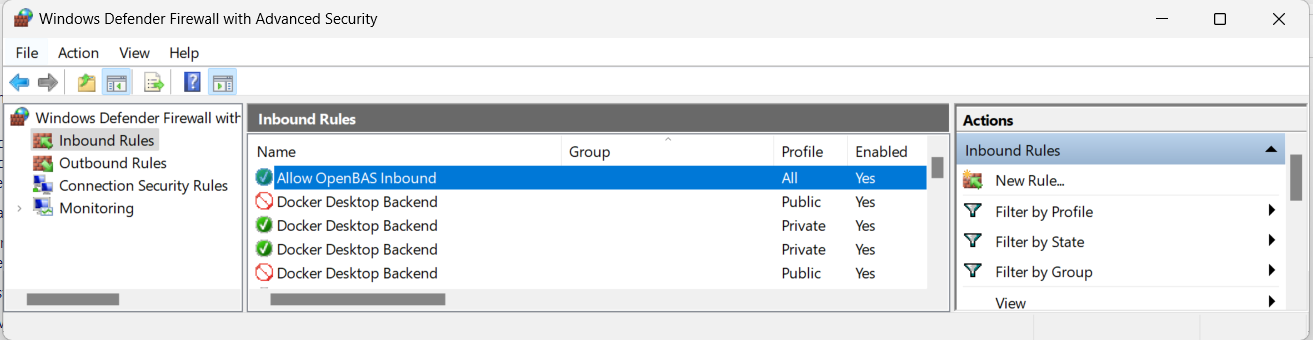 Windows Defender Firewall with Advanced Security
File Action View Help
Windows Defender Firewall with
Inbound Rules
Outbound Rules
Connection Security Rules
Monitoring
Inbound Rules
Name Group Profile Enabled
Allow OpenBAS Inbound All Yes
Docker Desktop Backend Public Yes
Docker Desktop Backend Private Yes
Docker Desktop Backend Private Yes
Docker Desktop Backend Public Yes
Actions
Inbound Rules
New Rule...
Filter by Profile
Filter by State
Filter by Group
View